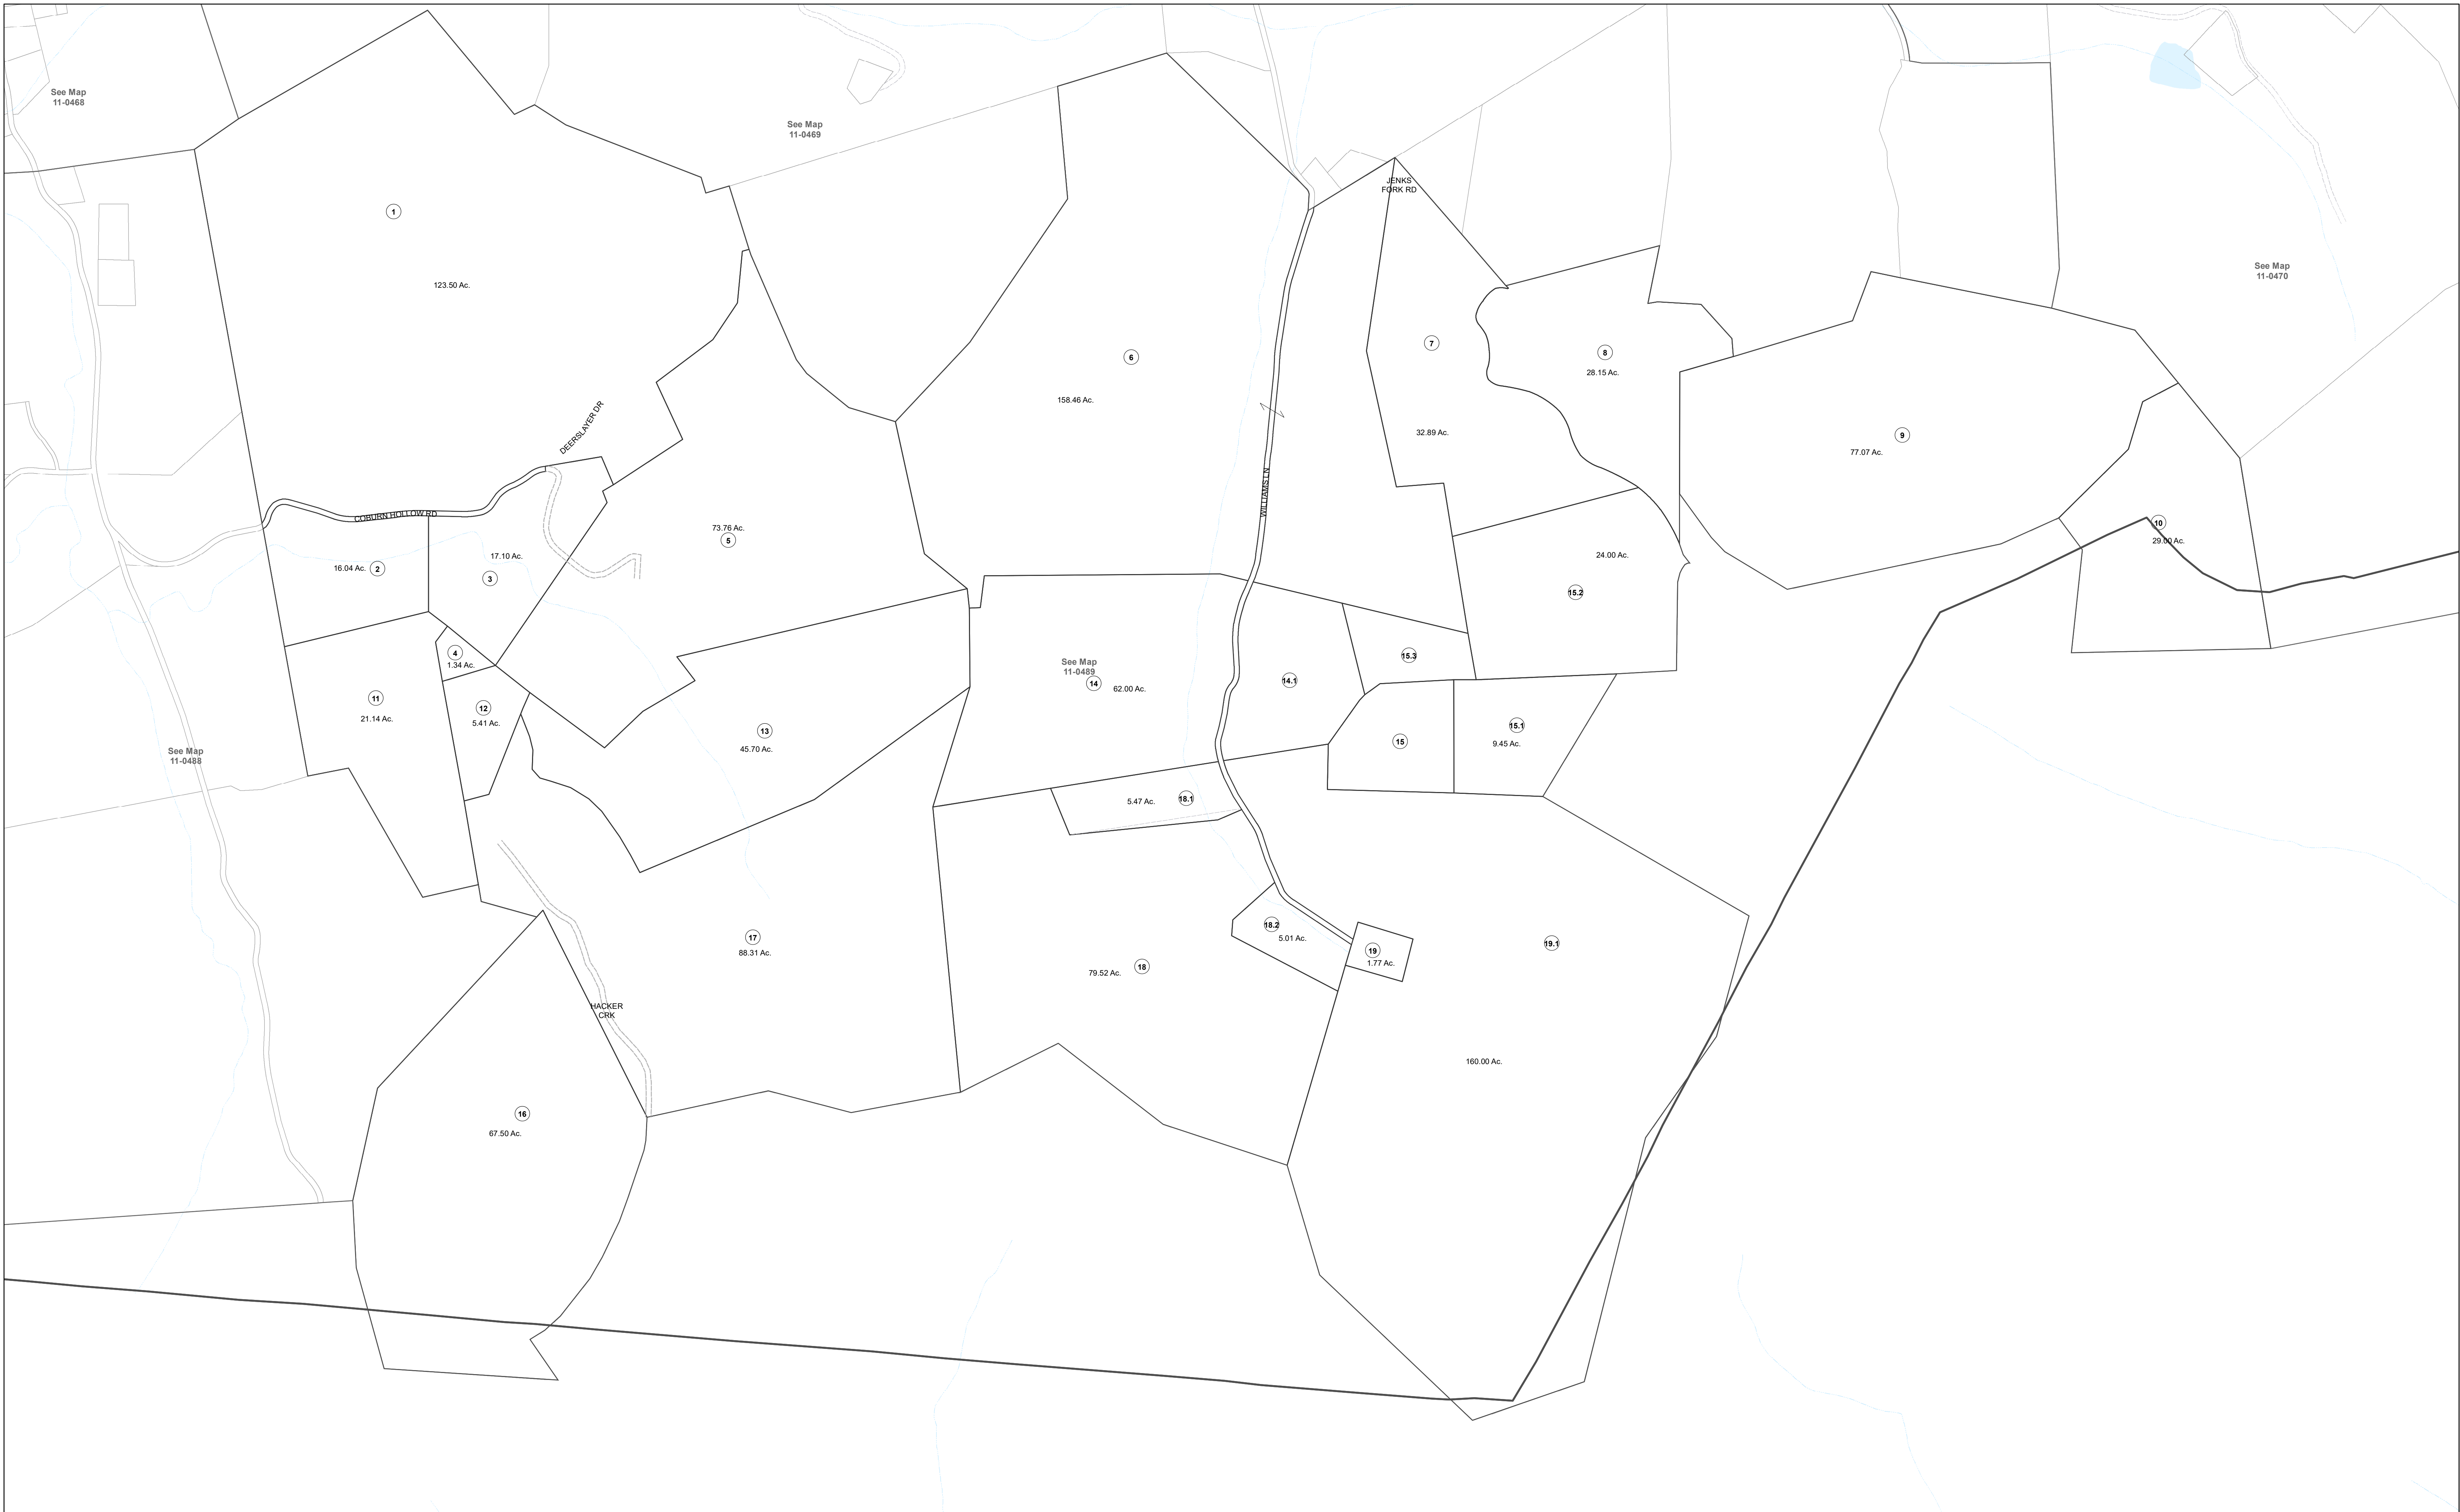 See Map
11-0468
See Map
11-0469
JENKS
FORK RD
1
See Map
11-0470
123.50 Ac.
7
8
6
28.15 Ac.
158.46 Ac.
DEERSLAYER DR
32.89 Ac.
9
77.07 Ac.
WILLIAMS LN
COBURN HOLLOW RD
10
73.76 Ac.
5
29.00 Ac.
17.10 Ac.
24.00 Ac.
16.04 Ac.
2
3
15.2
4
1.34 Ac.
15.3
See Map
11-0489
14
62.00 Ac.
14.1
11
21.14 Ac.
12
5.41 Ac.
15.1
9.45 Ac.
13
45.70 Ac.
15
See Map
11-0488
5.47 Ac.
18.1
18.2
5.01 Ac.
17
88.31 Ac.
19
1.77 Ac.
19.1
79.52 Ac.
18
HACKER
CRK
160.00 Ac.
16
67.50 Ac.